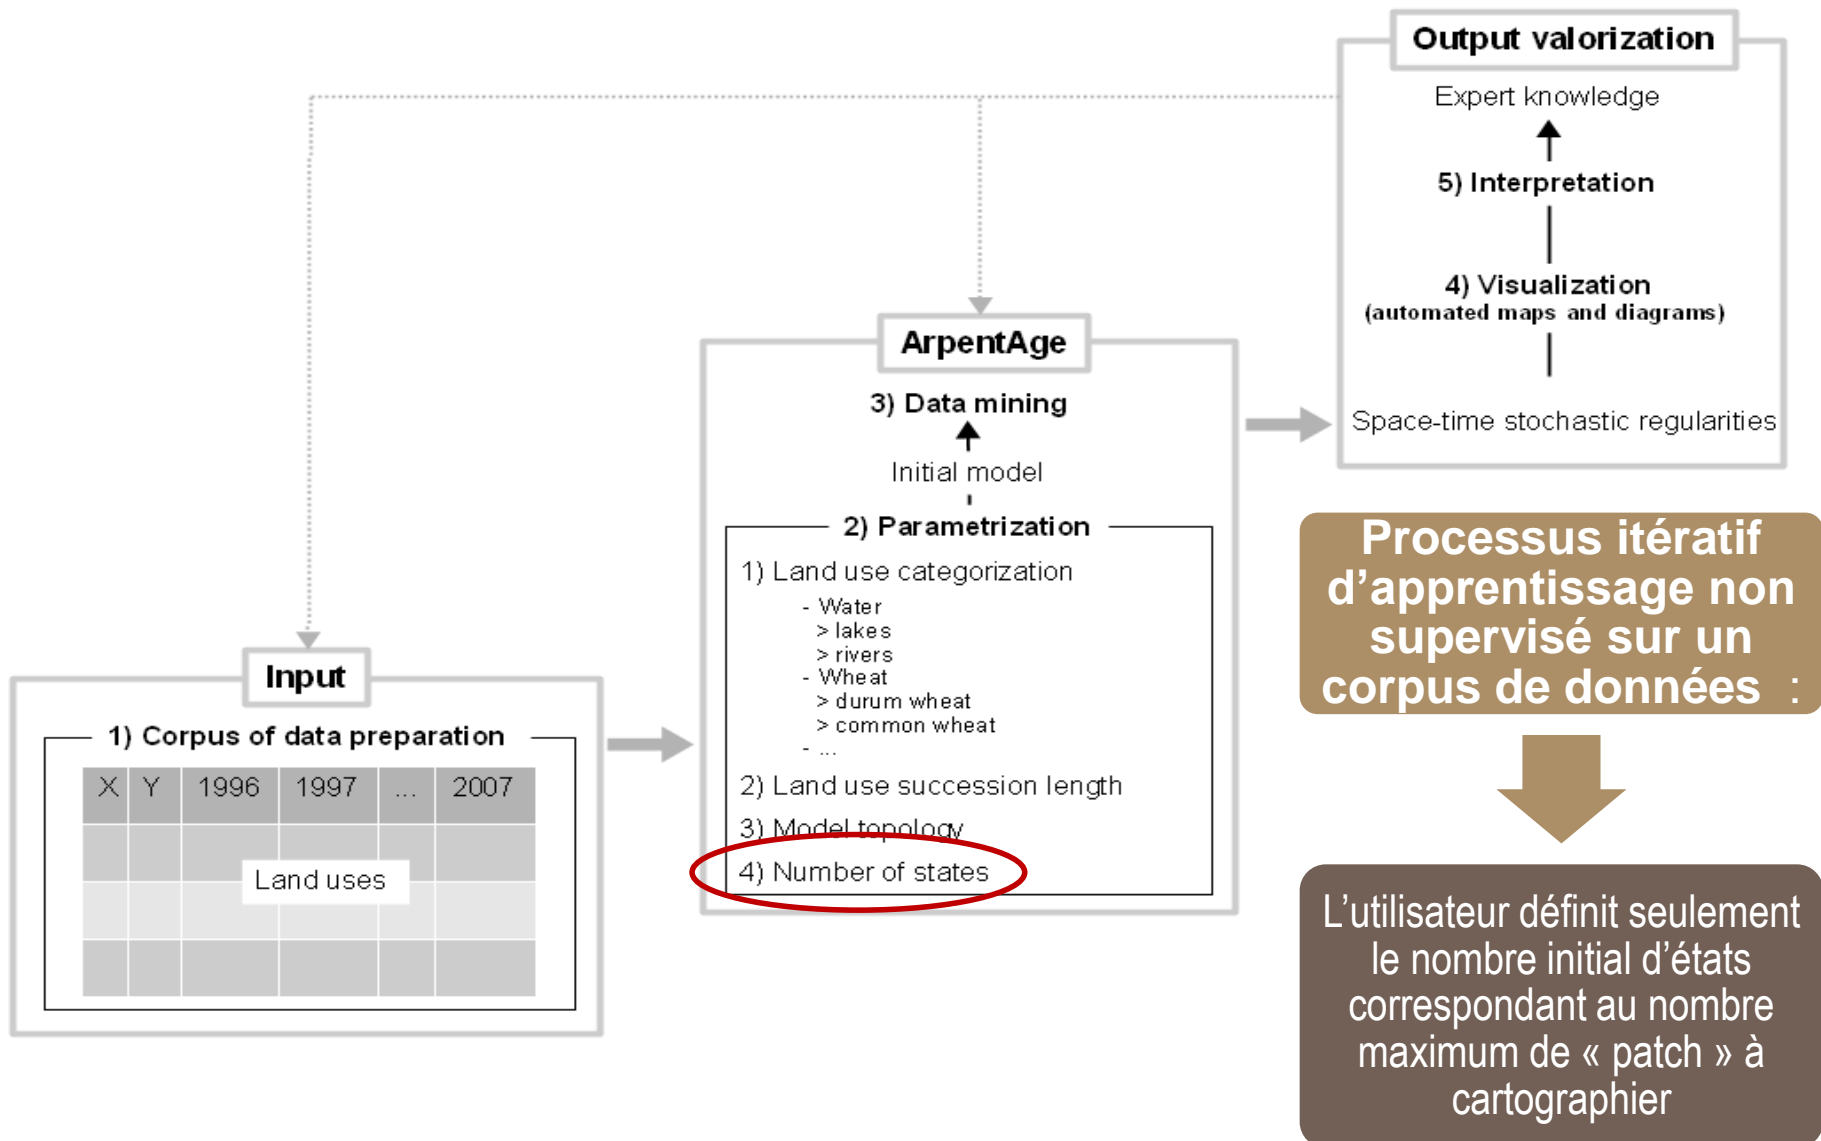 Output valorization
Expert knowledge
5) Interpretation
4) Visualization
(automated maps and diagrams)
Space-time stochastic regularities
ArpentAge
3) Data mining
Initial model
2) Parametrization
1) Land use categorization
- Water
> lakes
> rivers
- Wheat
> durum wheat
> common wheat
- ...
2) Land use succession length
3) Model topology
4) Number of states
Input
1) Corpus of data preparation
X Y 1996 1997 ... 2007
Land uses
Processus itératif
d’apprentissage non
supervisé sur un
corpus de données :
L’utilisateur définit seulement
le nombre initial d’états
correspondant au nombre
maximum de « patch » à
cartographier